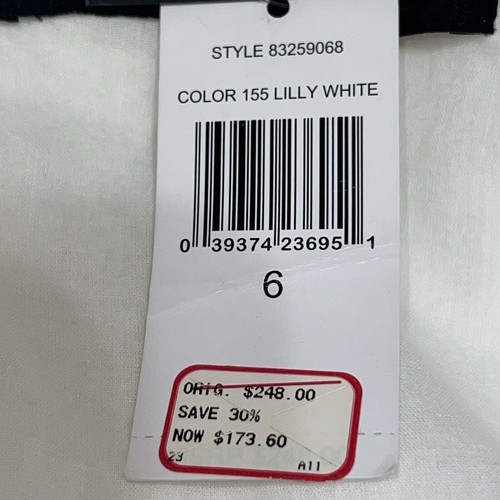 STYLE 83259068
COLOR 155 LILLY WHITE
0 39374 23695 1
6
ORIG. $248.00
SAVE 30%
NOW $173.60
23 A11